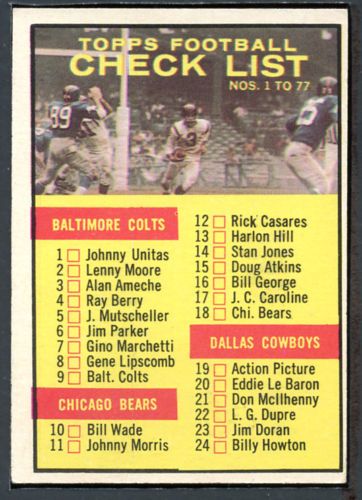 TOPPS FOOTBALL
CHECK LIST
NOS. 1 TO 77
89
3
BALTIMORE COLTS
1 Johnny Unitas
2 Lenny Moore
3 Alan Ameche
4 Ray Berry
5 J. Mutscheller
6 Jim Parker
7 Gino Marchetti
8 Gene Lipscomb
9 Balt. Colts
CHICAGO BEARS
10 Bill Wade
11 Johnny Morris
12 Rick Casares
13 Harlon Hill
14 Stan Jones
15 Doug Atkins
16 Bill George
17 J. C. Caroline
18 Chi. Bears
DALLAS COWBOYS
19 Action Picture
20 Eddie Le Baron
21 Don McIlhenny
22 L. G. Dupre
23 Jim Doran
24 Billy Howton